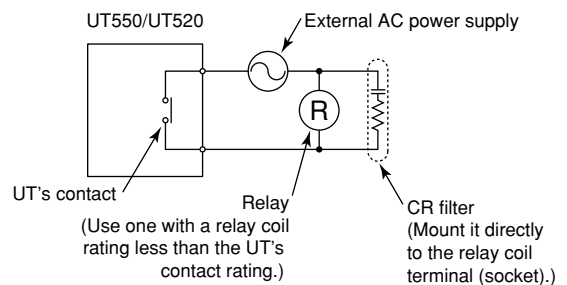 UT550/UT520
External AC power supply
R
UT's contact
Relay
(Use one with a relay coil
rating less than the UT's
contact rating.)
CR filter
(Mount it directly
to the relay coil
terminal (socket).)